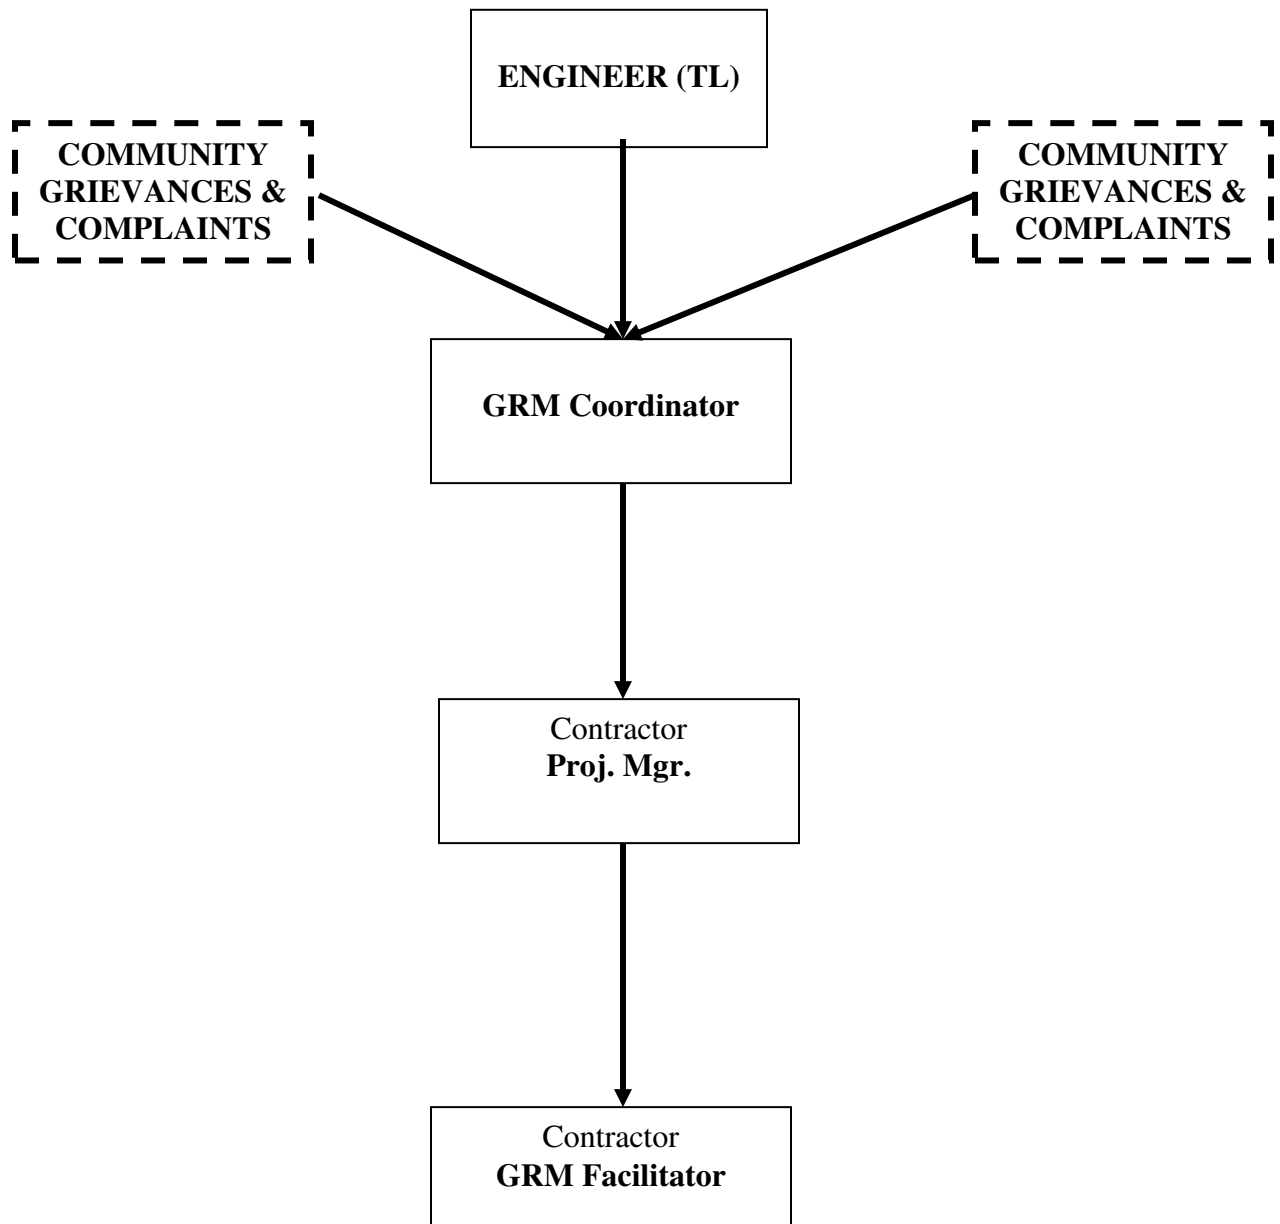 ENGINEER (TL)
COMMUNITY
GRIEVANCES &
COMPLAINTS
COMMUNITY
GRIEVANCES &
COMPLAINTS
GRM Coordinator
Contractor
Proj. Mgr.
Contractor
GRM Facilitator